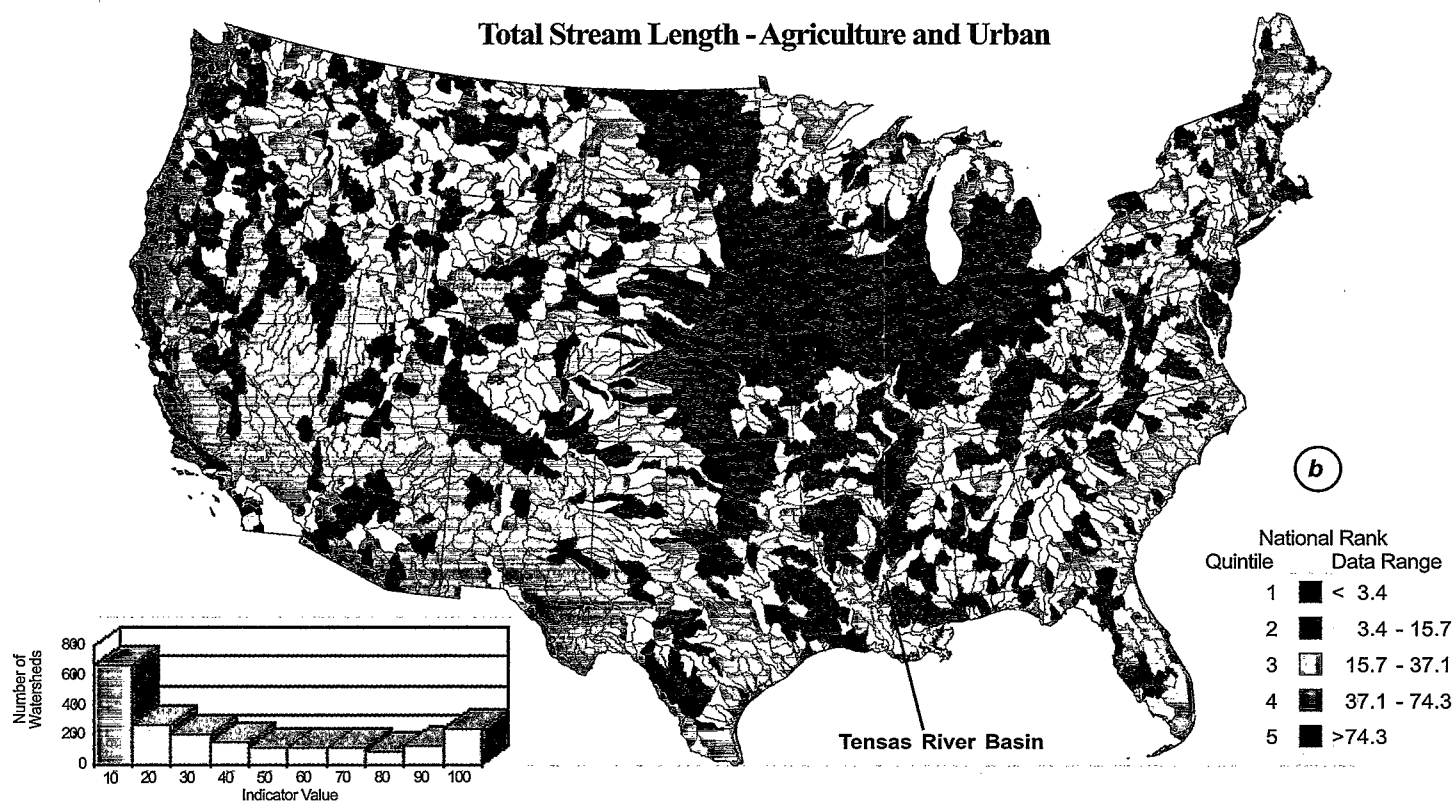 Total Stream Length - Agriculture and Urban
b
National Rank
Quintile Data Range
1 < 3.4
2 3.4 - 15.7
3 15.7 - 37.1
4 37.1 - 74.3
5 >74.3
Tensas River Basin
Number of
Watersheds
800
600
400
200
0
10 20 30 40 50 60 70 80 90 100
Indicator Value